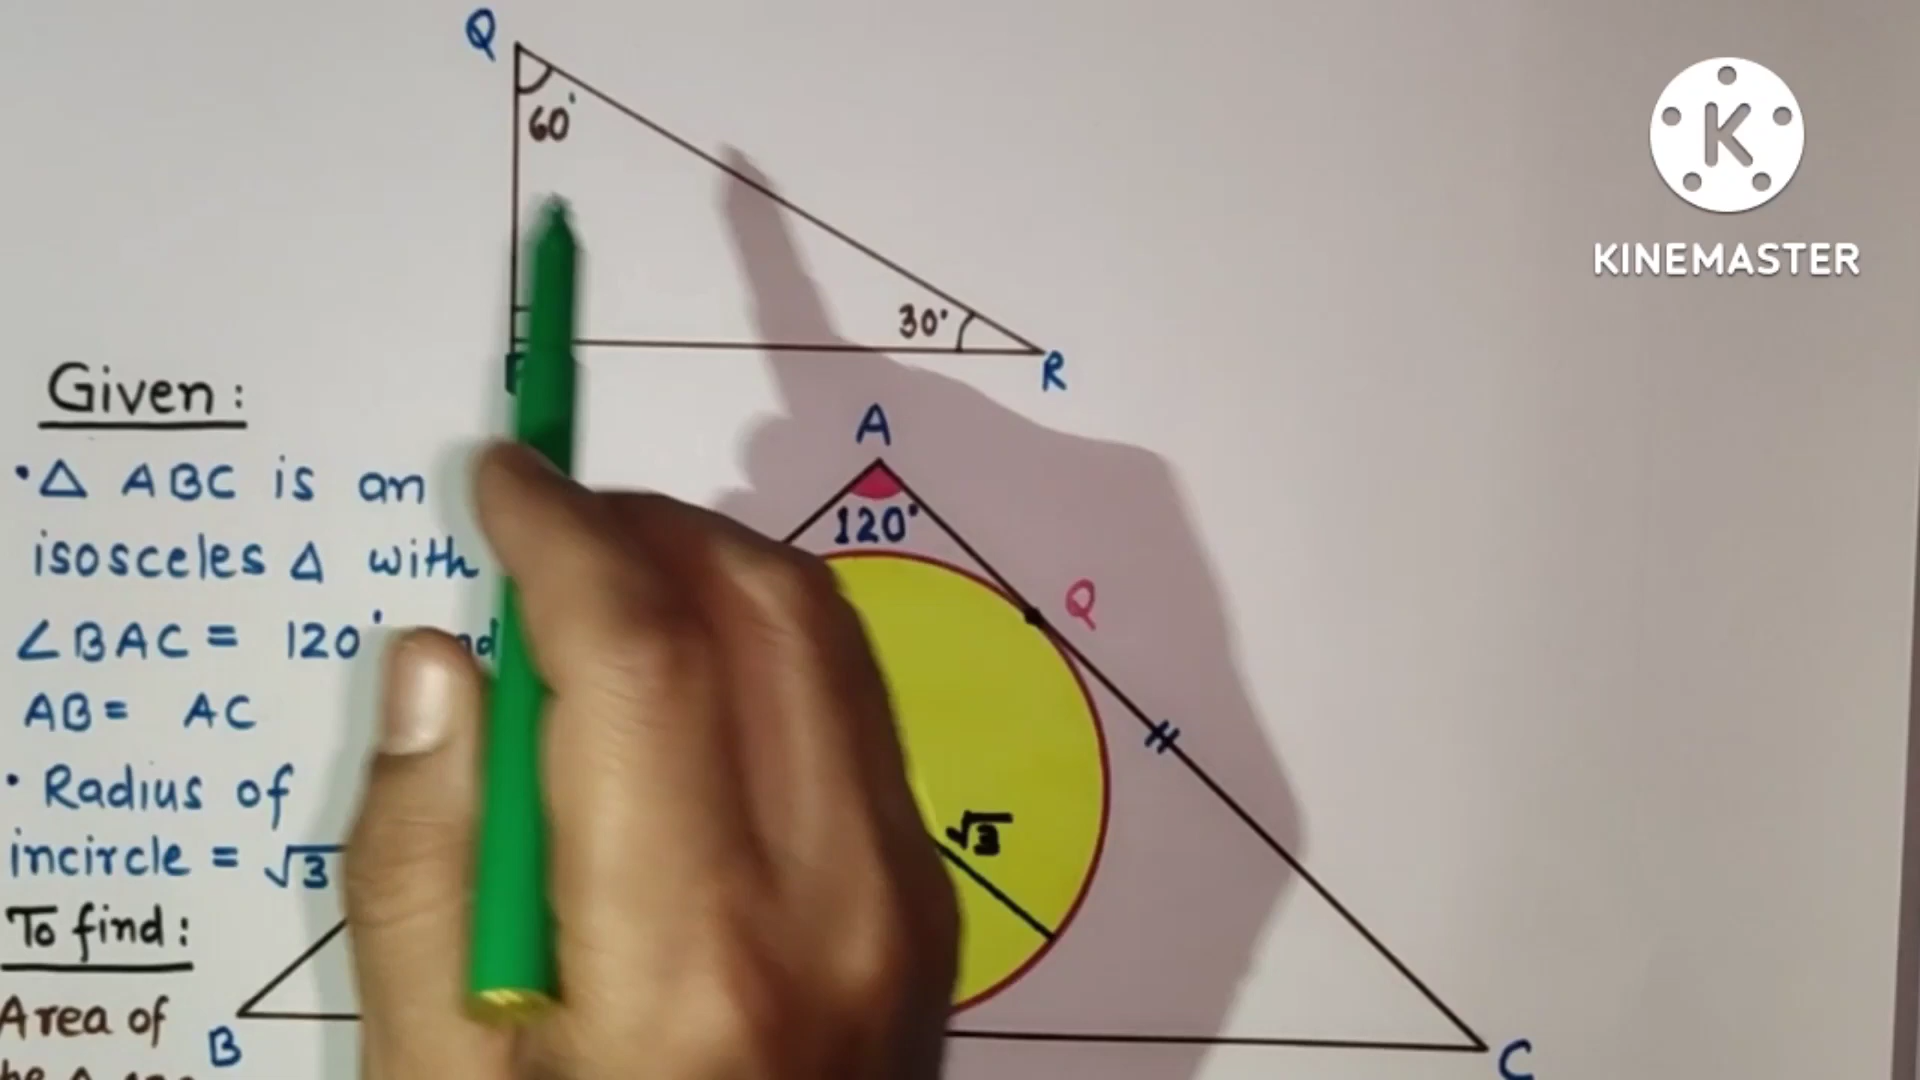 Q
60°
30°
R
K
KINEMASTER
Given:
• Δ ABC is an
isosceles Δ with
∠BAC = 120°
AB = AC
• Radius of
incircle = √3
To find:
Area of
A
120°
Q
√3
B
C